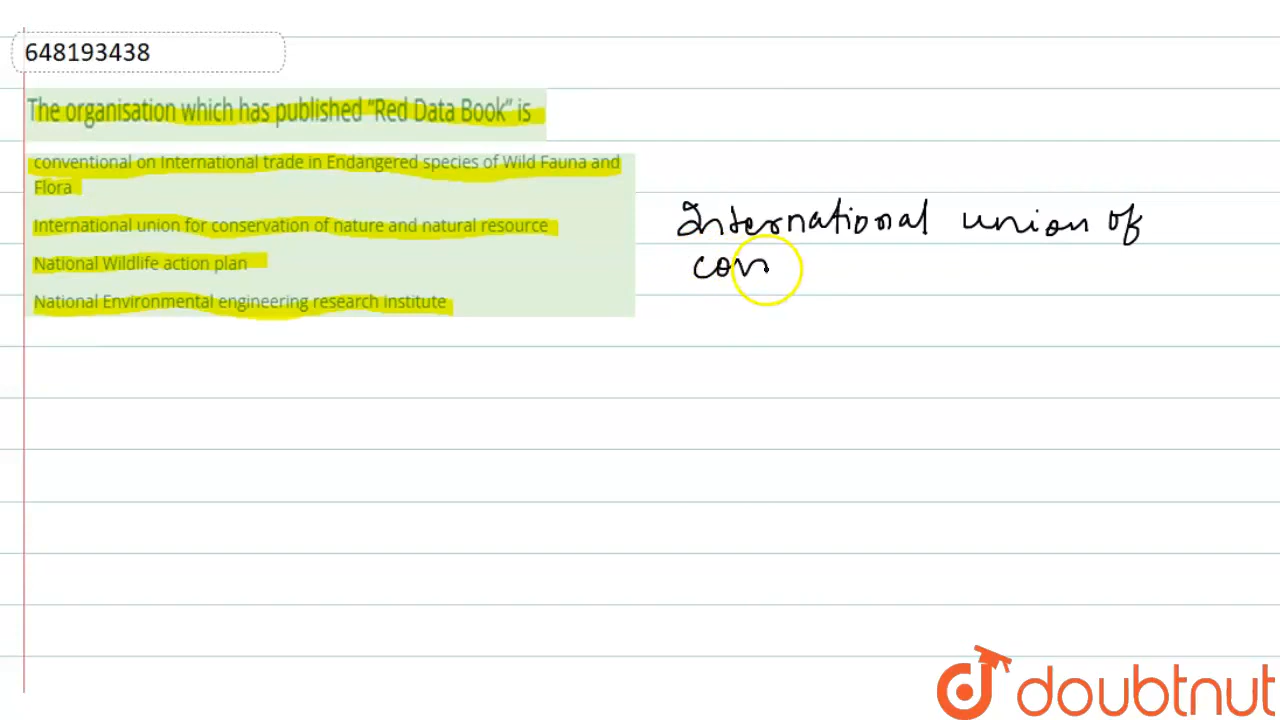 648193438
The organisation which has published “Red Data Book” is
conventional on International trade in Endangered species of Wild Fauna and
Flora
International union for conservation of nature and natural resource
National Wildlife action plan
National Environmental engineering research institute
International union of
con
doubtnut